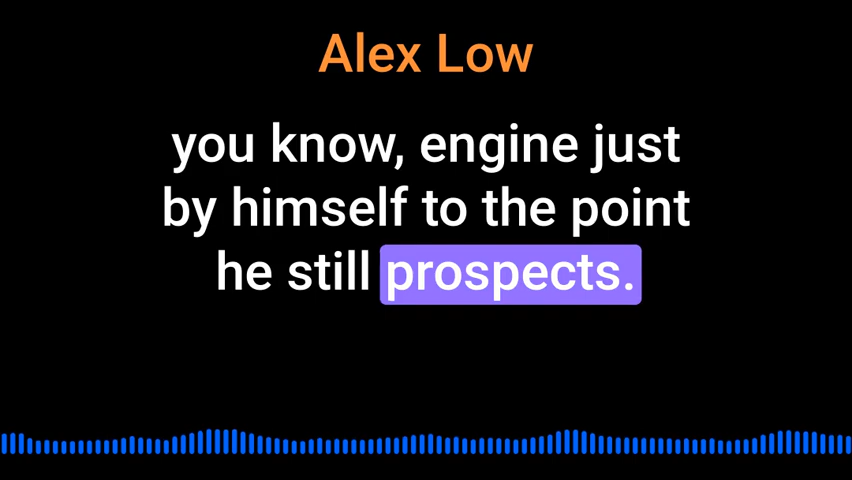 Alex Low
you know, engine just
by himself to the point
he still prospects.